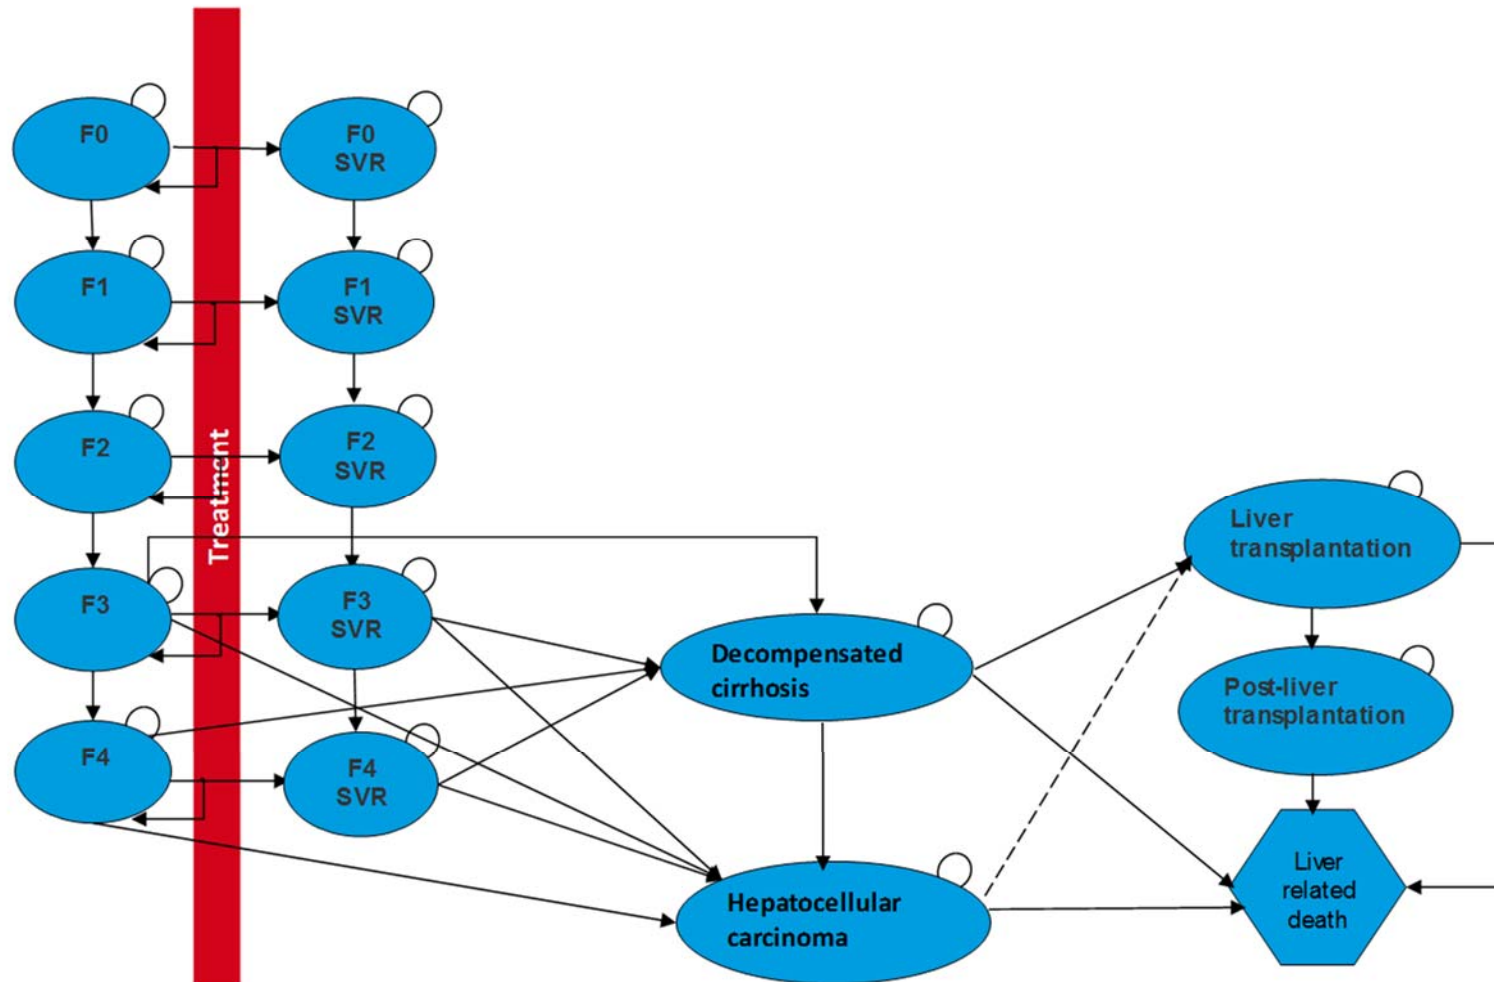 F0
F0
SVR
F1
F1
SVR
F2
F2
SVR
Treatment
F3
F3
SVR
F4
F4
SVR
Decompensated
cirrhosis
Hepatocellular
carcinoma
Liver
transplantation
Post-liver
transplantation
Liver
related
death